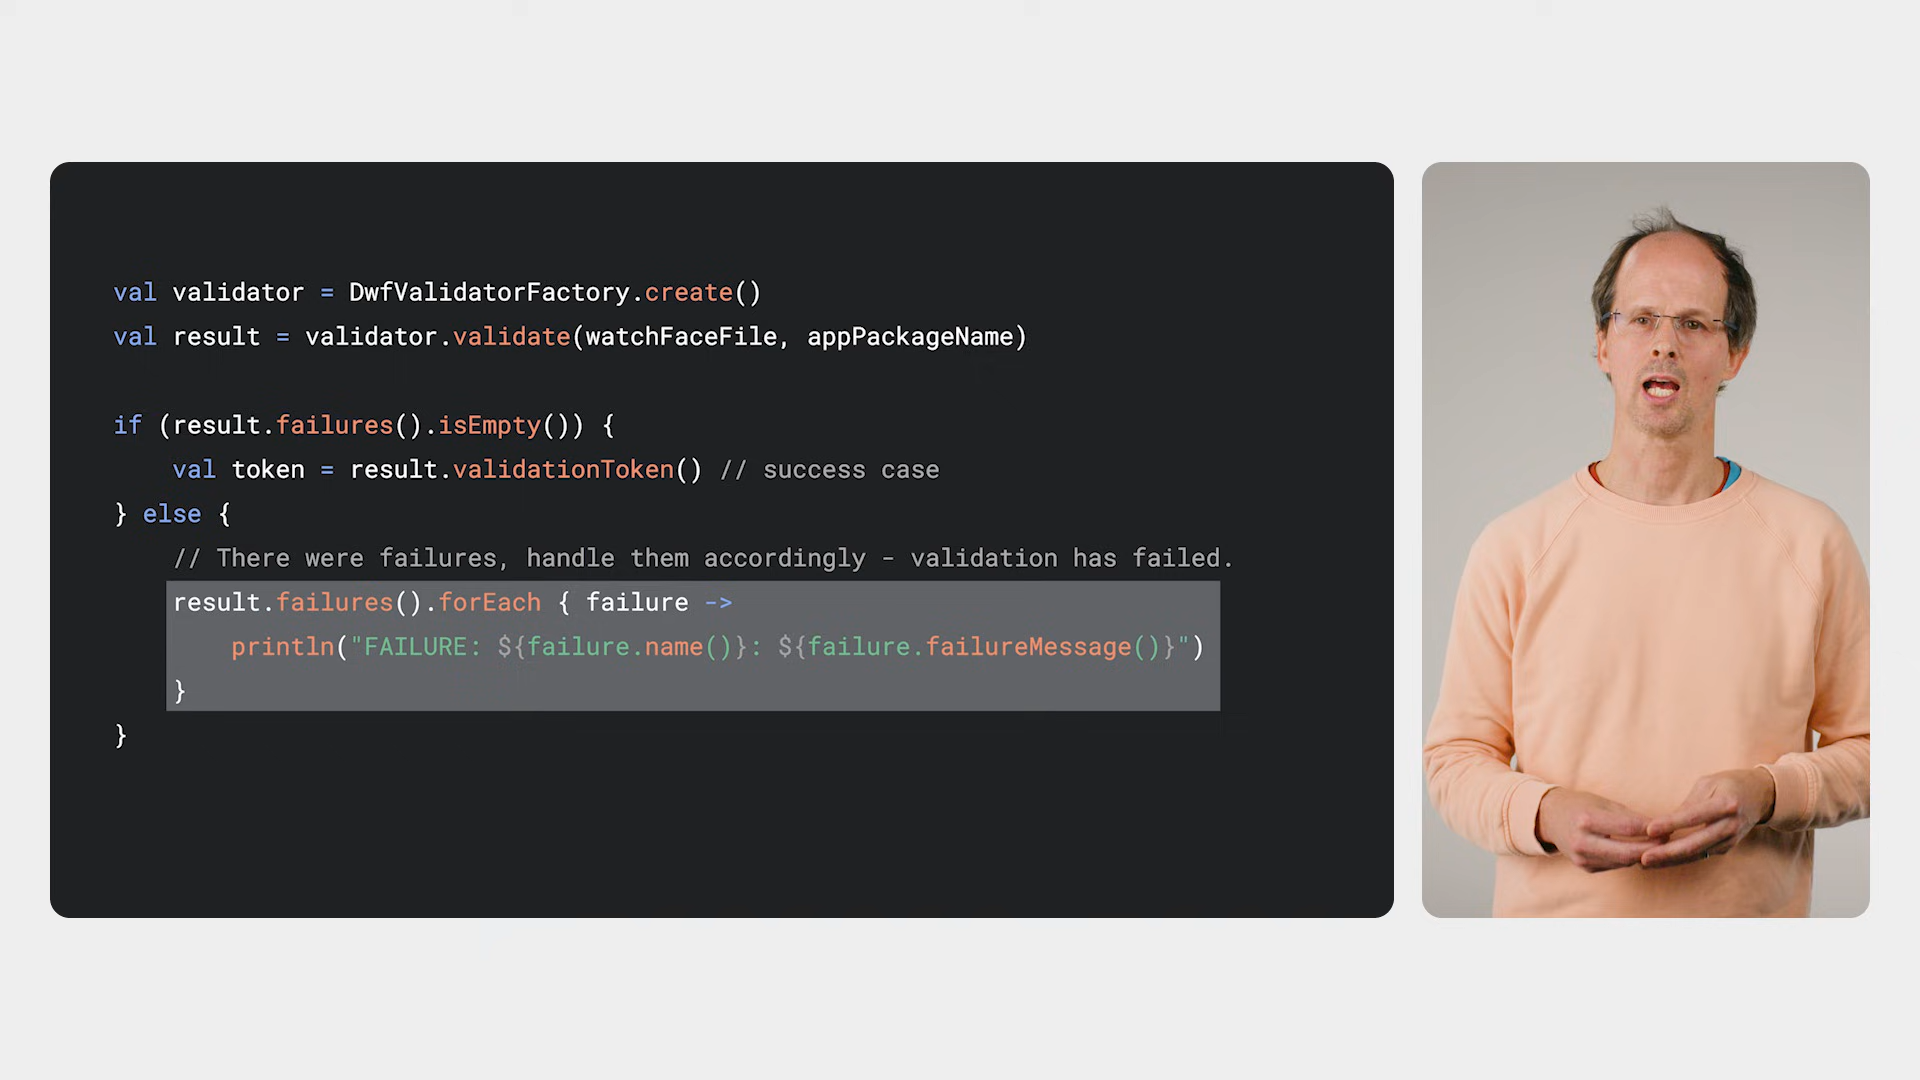 val validator = DwfValidatorFactory.create()
val result = validator.validate(watchFaceFile, appPackageName)
if (result.failures().isEmpty()) {
val token = result.validationToken() // success case
} else {
// There were failures, handle them accordingly - validation has failed.
result.failures().forEach { failure ->
println("FAILURE: ${failure.name()}: ${failure.failureMessage()}")
}
}